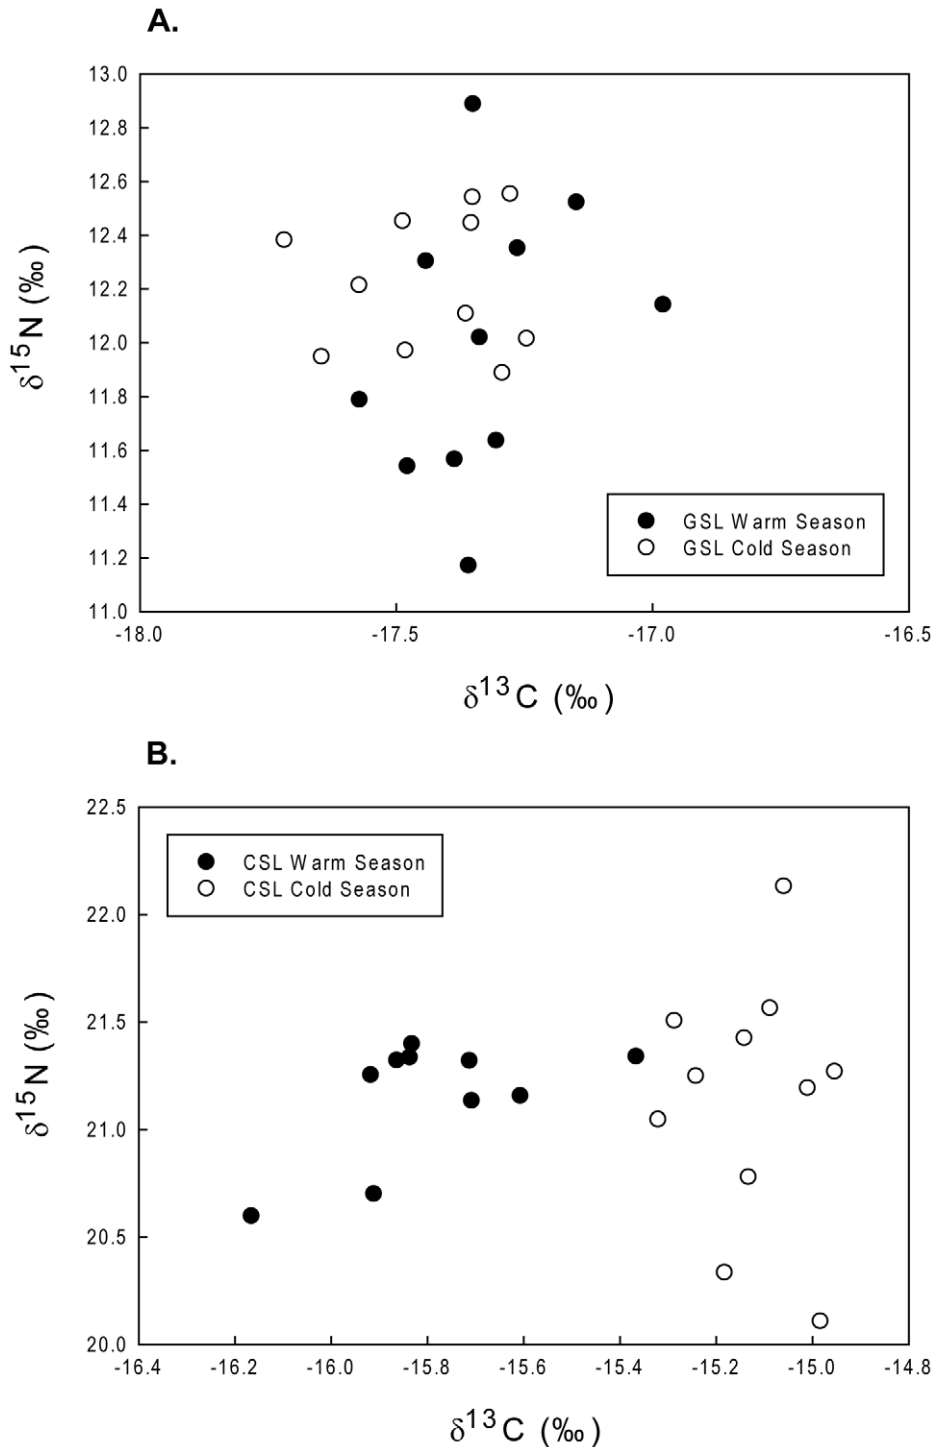 A.
13.0
12.8
12.6
12.4
12.2
12.0
11.8
11.6
11.4
11.2
11.0
δ15N (‰)
GSL Warm Season
GSL Cold Season
-18.0 -17.5 -17.0 -16.5
δ13C (‰)
B.
22.5
22.0
21.5
21.0
20.5
20.0
δ15N (‰)
CSL Warm Season
CSL Cold Season
-16.4 -16.2 -16.0 -15.8 -15.6 -15.4 -15.2 -15.0 -14.8
δ13C (‰)